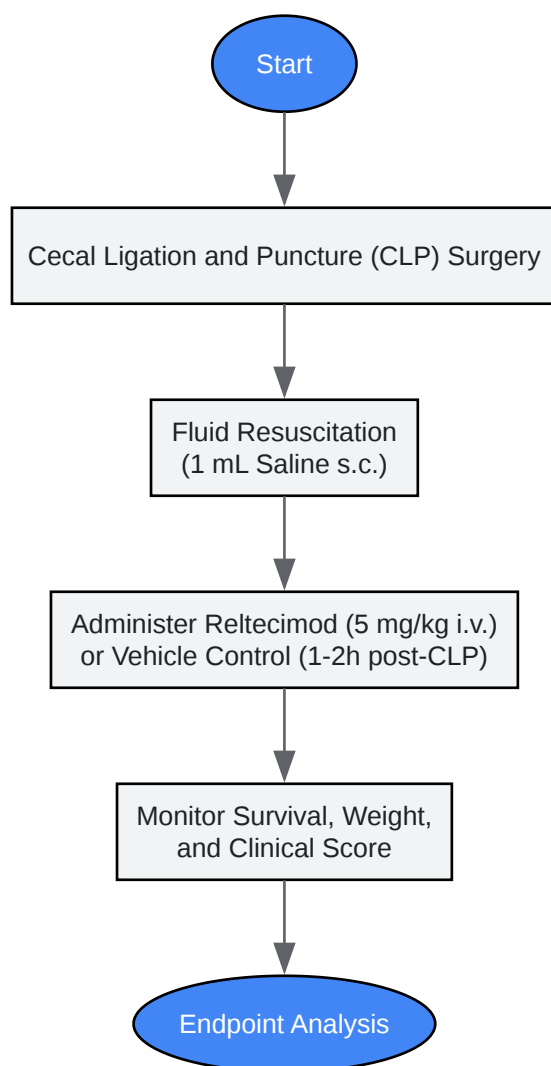 Start
Cecal Ligation and Puncture (CLP) Surgery
Fluid Resuscitation
(1 mL Saline s.c.)
Administer Reltecimod (5 mg/kg i.v.)
or Vehicle Control (1-2h post-CLP)
Monitor Survival, Weight,
and Clinical Score
Endpoint Analysis